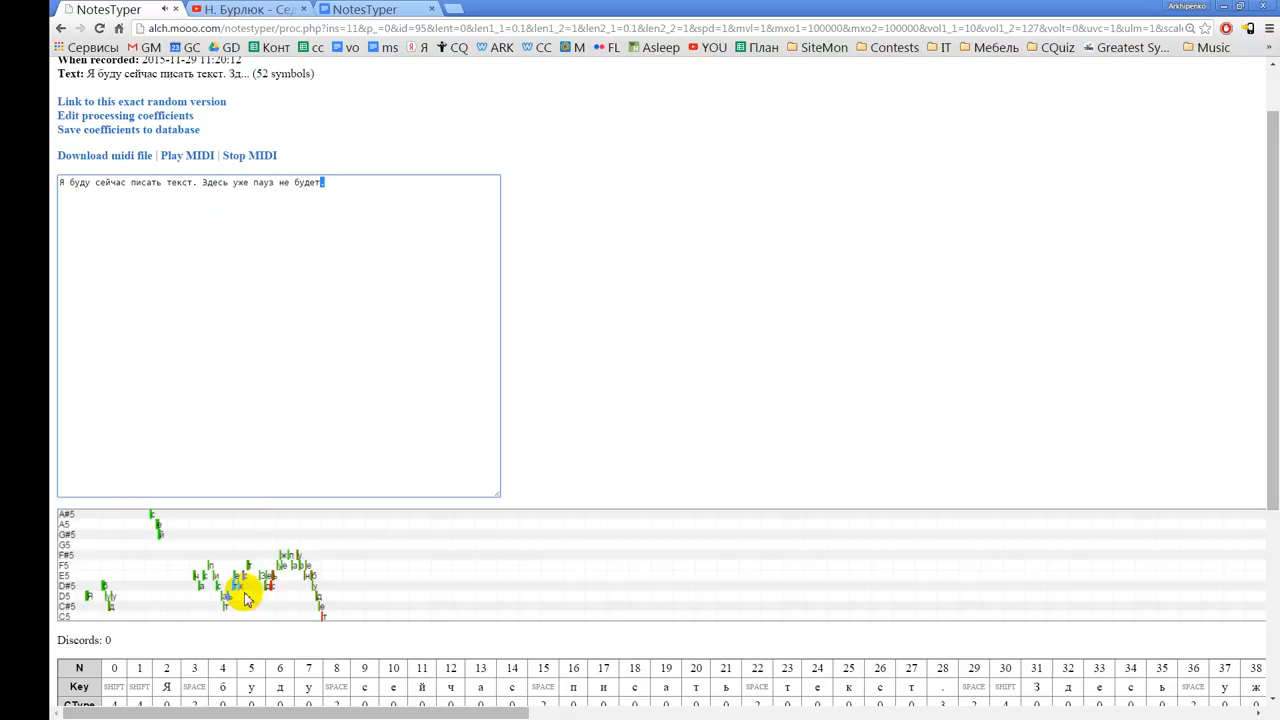 NotesTyper
Н. Бурлюк - Сед
NotesTyper
Arkhipenko
alch.mooo.com/notestyper/proc.php?ins=11&p_=0&id=95&lent=0&len1_1=0.1&len1_2=1&len2_1=0.1&len2_2=1&spd=1&mvl=1&mxo1=100000&mxo2=100000&vol1_1=10&vol1_2=127&volt=0&uvc=1&ulm=1&scale
Сервисы GM GC GD Конт cc vo ms Я CQ ARK CC M FL Asleep YOU План SiteMon Contests IT Мебель CQuiz Greatest Sy... Music
When recorded: 2015-11-29 11:20:12
Text: Я буду сейчас писать текст. Зд... (52 symbols)
Link to this exact random version
Edit processing coefficients
Save coefficients to database
Download midi file | Play MIDI | Stop MIDI
Я буду сейчас писать текст. Здесь уже пауз не будет.
A#5
A5
G#5
G5
F#5
F5
E5
D#5
D5
C#5
C5
Discords: 0
N 0 1 2 3 4 5 6 7 8 9 10 11 12 13 14 15 16 17 18 19 20 21 22 23 24 25 26 27 28 29 30 31 32 33 34 35 36 37 38
Key SHIFT SHIFT Я SPACE б у д у SPACE с е й ч а с SPACE п и с а т ь SPACE т е к с т . SPACE SHIFT З д е с ь SPACE у ж